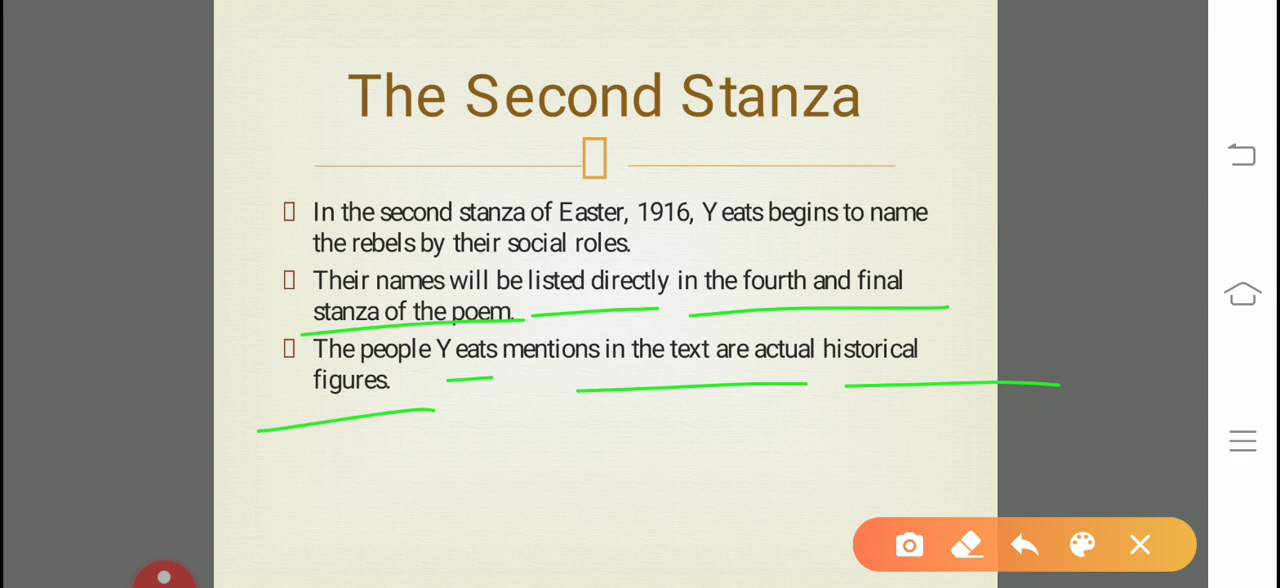 The Second Stanza
In the second stanza of Easter, 1916, Yeats begins to name
the rebels by their social roles.
Their names will be listed directly in the fourth and final
stanza of the poem.
The people Yeats mentions in the text are actual historical
figures.